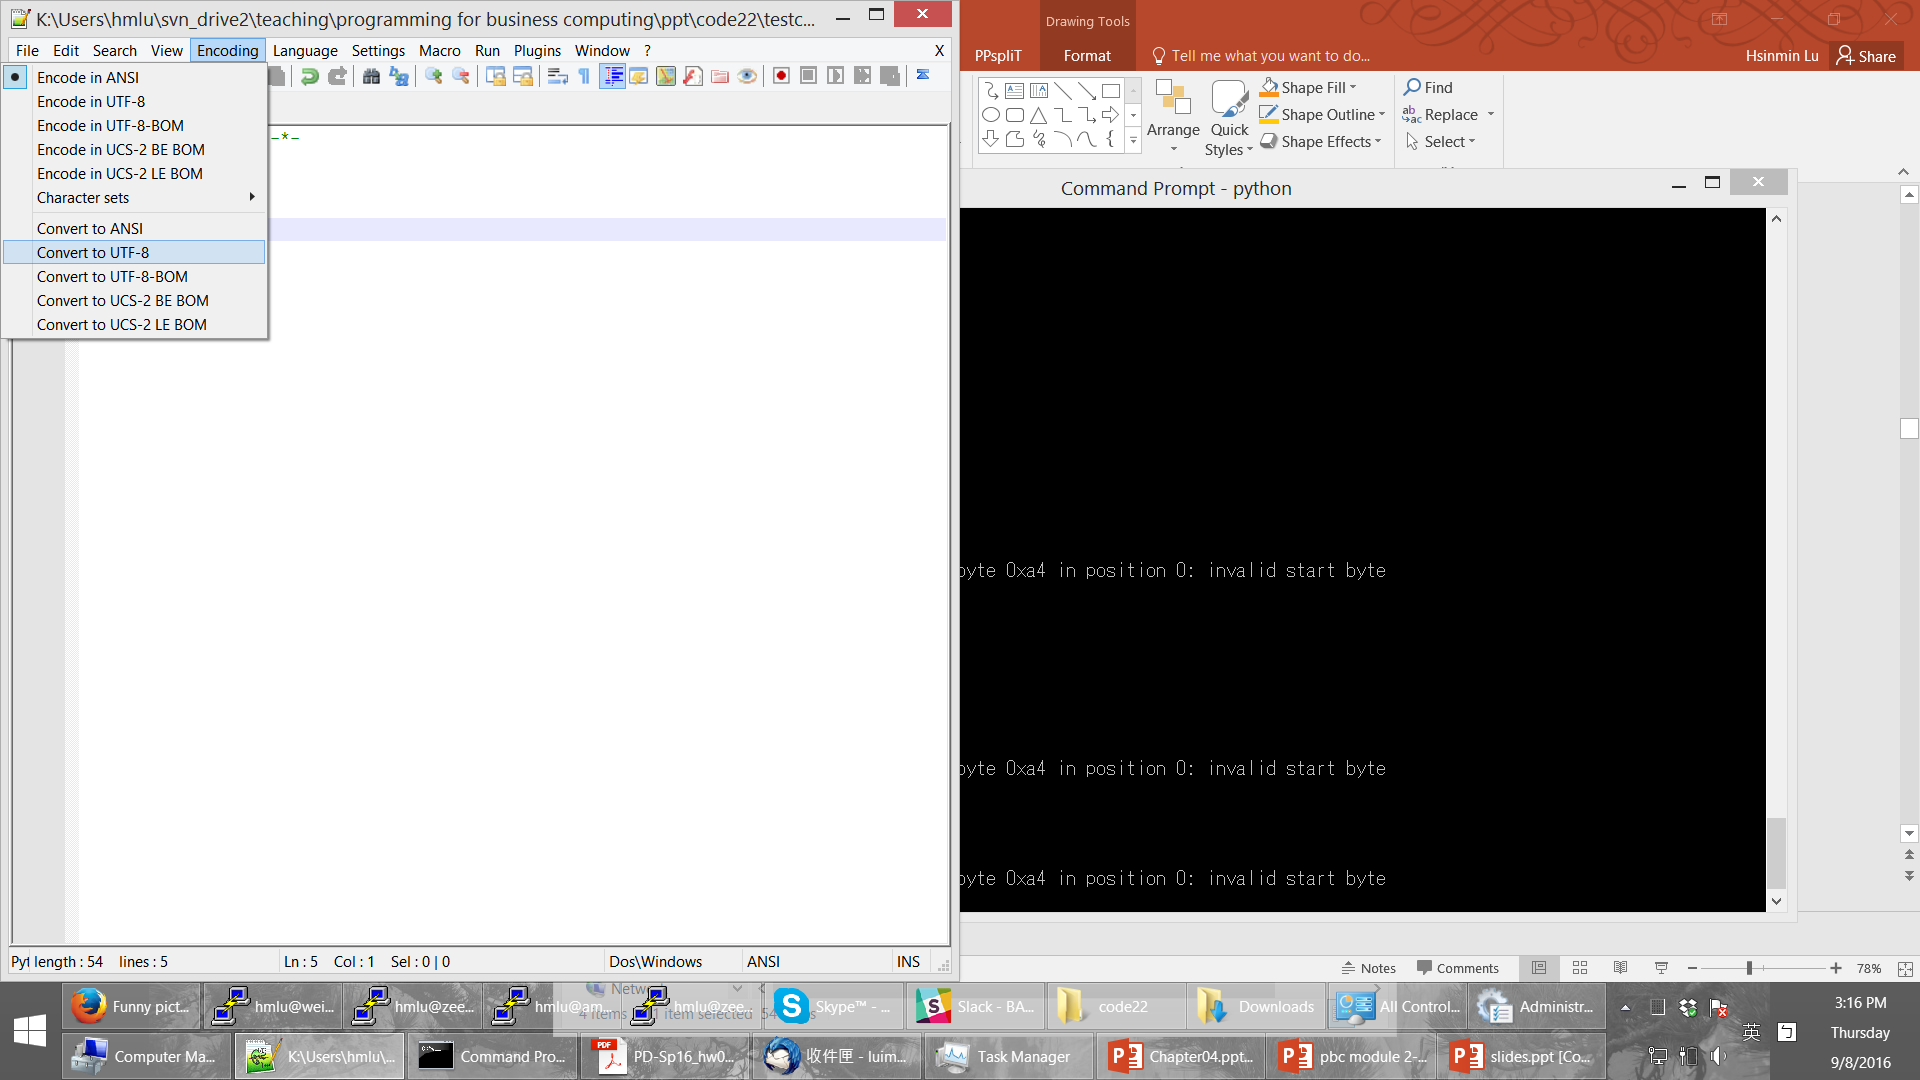 K:\Users\hmlu\svn_drive2\teaching\programming for business computing\ppt\code22\testc...
File Edit Search View Encoding Language Settings Macro Run Plugins Window ? X
Encode in ANSI
Encode in UTF-8
Encode in UTF-8-BOM
Encode in UCS-2 BE BOM
Encode in UCS-2 LE BOM
Character sets
Convert to ANSI
Convert to UTF-8
Convert to UTF-8-BOM
Convert to UCS-2 BE BOM
Convert to UCS-2 LE BOM
-*-
length : 54 lines : 5 Ln : 5 Col : 1 Sel : 0 | 0 Dos\Windows ANSI INS
Drawing Tools
PPspliT Format Tell me what you want to do... Hsinmin Lu Share
Arrange
Quick Styles
Shape Fill
Shape Outline
Shape Effects
Find
Replace
Select
Command Prompt - python
byte 0xa4 in position 0: invalid start byte
byte 0xa4 in position 0: invalid start byte
byte 0xa4 in position 0: invalid start byte
Notes Comments 78%
Funny pict... hmlu@wei... hmlu@zee... hmlu@am... hmlu@zee... Skype™ - ... Slack - BA... code22 Downloads All Control... Administr...
Computer Ma... K:\Users\hmlu\... Command Pro... PD-Sp16_hw0... 收件匣 - luim... Task Manager Chapter04.ppt... pbc module 2-... slides.ppt [Co...
英
3:16 PM
Thursday
9/8/2016